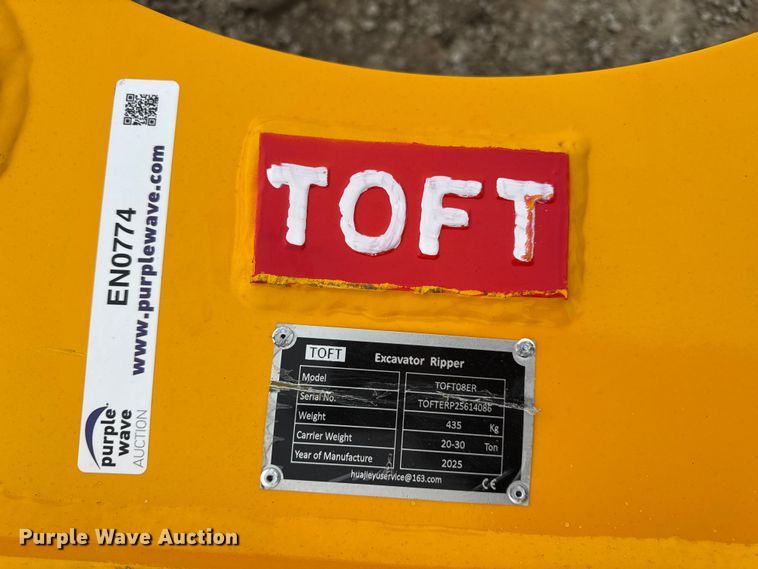 EN0774
www.purplewave.com
purple
wave
AUCTION
TOFT
TOFT Excavator Ripper
Model TOFT08ER
Serial No. TOFTERP25614086
Weight 435 Kg
Carrier Weight 20-30 Ton
Year of Manufacture 2025
huajieyuservice@163.com
CE
Purple Wave Auction